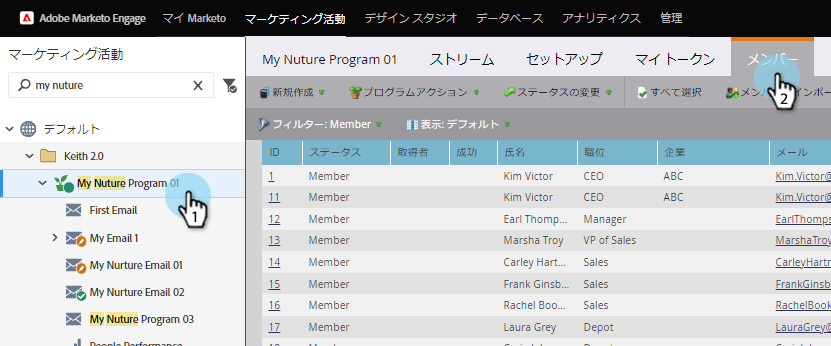 Adobe Marketo Engage マイ Marketo マーケティング活動 デザイン スタジオ データベース アナリティクス 管理
マーケティング活動
my nuture
デフォルト
Keith 2.0
My Nuture Program 01
First Email
My Email 1
My Nurture Email 01
My Nurture Email 02
My Nuture Program 03
People Performance
1
My Nuture Program 01 ストリーム セットアップ マイ トークン メンバー
2
新規作成 プログラムアクション ステータスの変更 すべて選択
フィルター: Member 表示: デフォルト
ID ステータス 取得者 成功 氏名 職位 企業 メール
1 Member Kim Victor CEO ABC Kim.Victor@
11 Member Kim Victor CEO ABC Kim.Victor@
12 Member Earl Thomps... Manager EarlThomps
13 Member Marsha Troy VP of Sales MarshaTroy
14 Member Carley Hart... Sales CarleyHartn
15 Member Frank Ginsb... Sales FrankGinsb
16 Member Rachel Boo... Sales RachelBook
17 Member Laura Grey Depot LauraGrey@